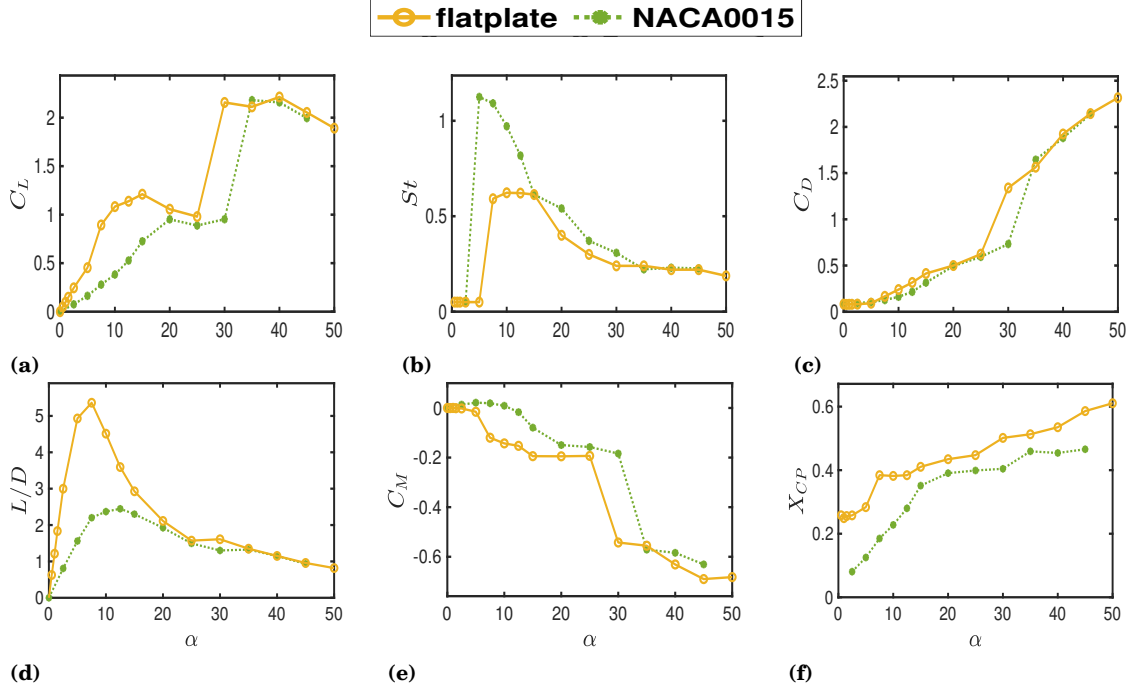 flatplate NACA0015
C_L
0 0.5 1 1.5 2
0 10 20 30 40 50
(a)
St
0 0.5 1
0 10 20 30 40 50
(b)
C_D
0 0.5 1 1.5 2 2.5
0 10 20 30 40 50
(c)
L/D
0 1 2 3 4 5
0 10 20 30 40 50
α
(d)
C_M
0 -0.2 -0.4 -0.6
0 10 20 30 40 50
α
(e)
X_CP
0 0.2 0.4 0.6
0 10 20 30 40 50
α
(f)